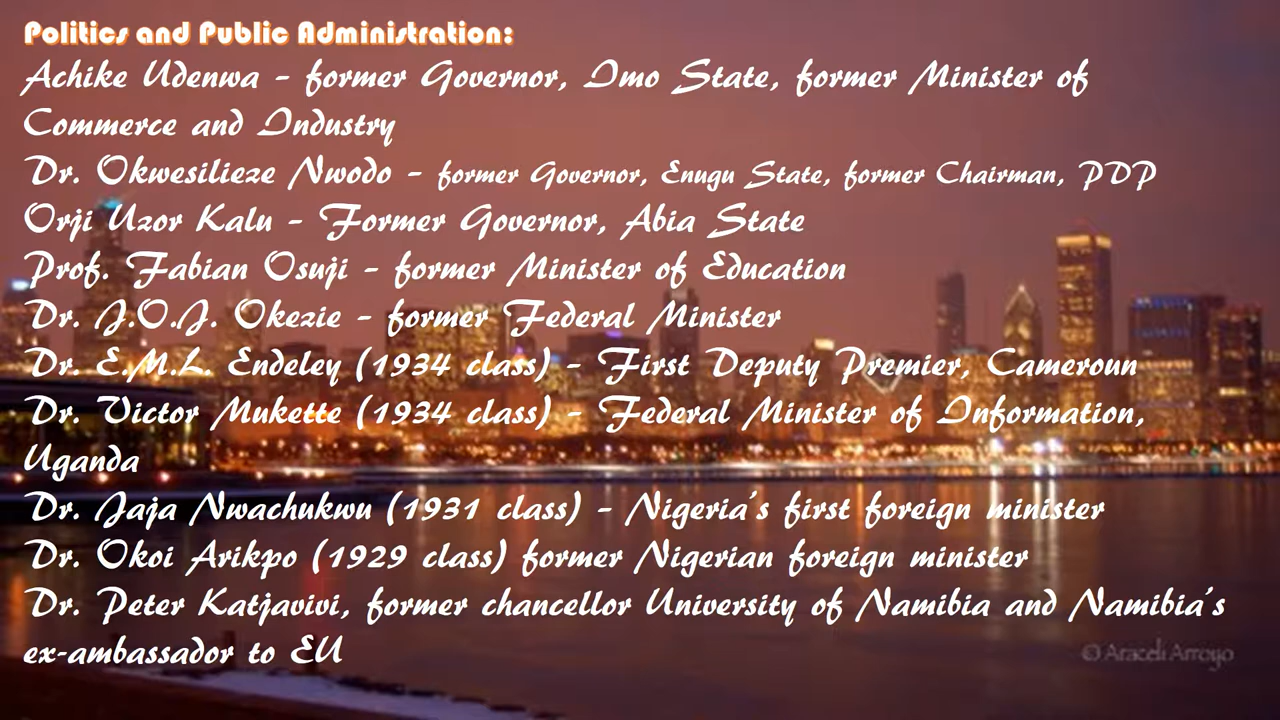 Politics and Public Administration:
Achike Udenwa - former Governor, Imo State, former Minister of
Commerce and Industry
Dr. Okwesilieze Nwodo - former Governor, Enugu State, former Chairman, PDP
Orji Uzor Kalu - Former Governor, Abia State
Prof. Fabian Osuji - former Minister of Education
Dr. J.O.J. Okezie - former Federal Minister
Dr. E.M.L. Endeley (1934 class) - First Deputy Premier, Cameroun
Dr. Victor Mukette (1934 class) - Federal Minister of Information,
Uganda
Dr. Jaja Nwachukwu (1931 class) - Nigeria's first foreign minister
Dr. Okoi Arikpo (1929 class) former Nigerian foreign minister
Dr. Peter Katjavivi, former chancellor University of Namibia and Namibia's
ex-ambassador to EU
© Araceli Arroyo